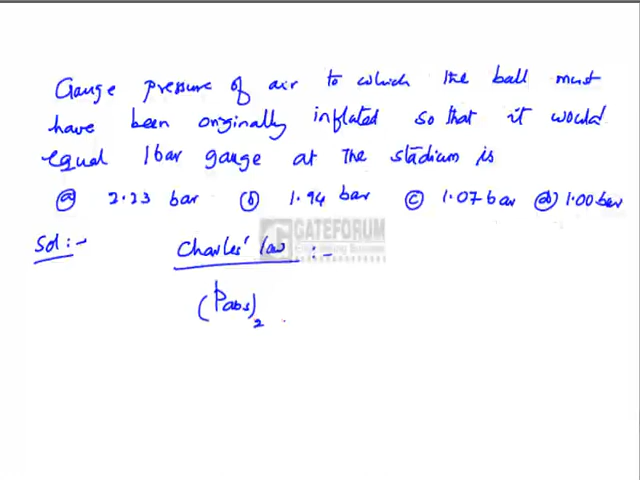 Gauge pressure of air to which the ball must
have been originally inflated so that it would
equal 1bar gauge at the stadium is
(a) 2.23 bar (b) 1.94 bar (c) 1.07 bar (d) 1.00 bar
GATEFORUM
Sol :- Charles' law :-
(Pabs)2